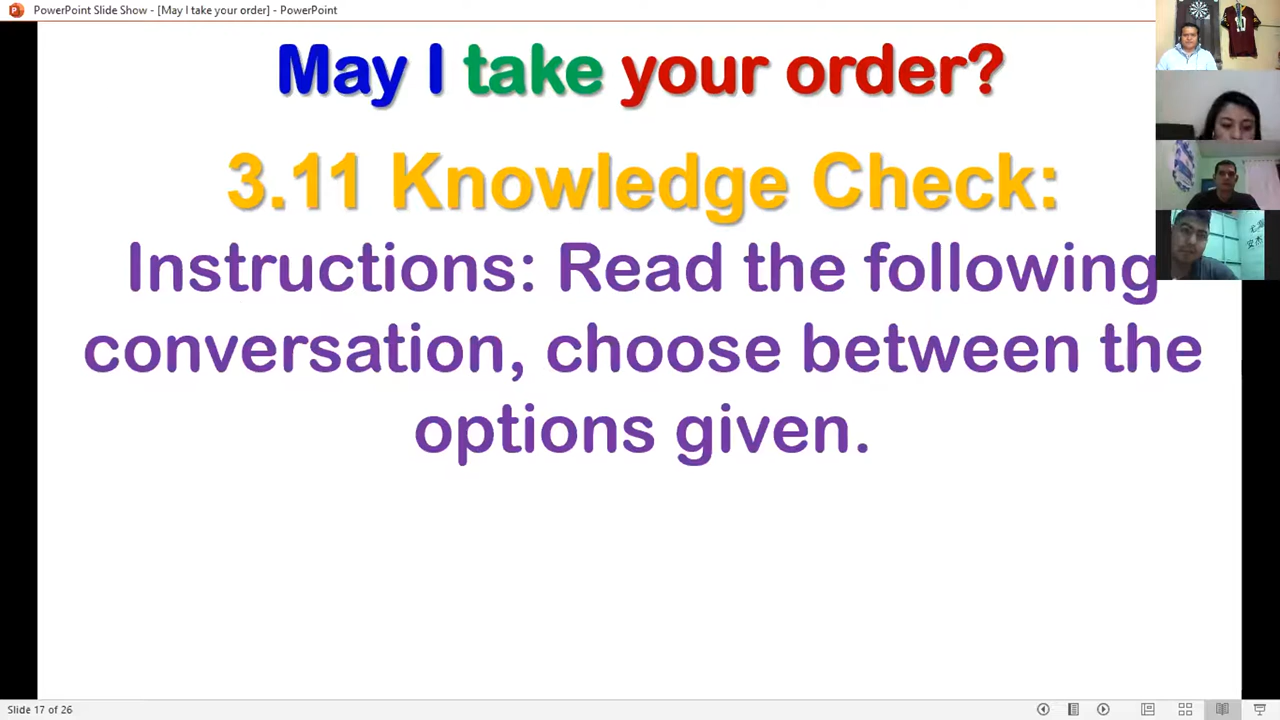 PowerPoint Slide Show - [May I take your order] - PowerPoint
May I take your order?
3.11 Knowledge Check:
Instructions: Read the following
conversation, choose between the
options given.
Slide 17 of 26